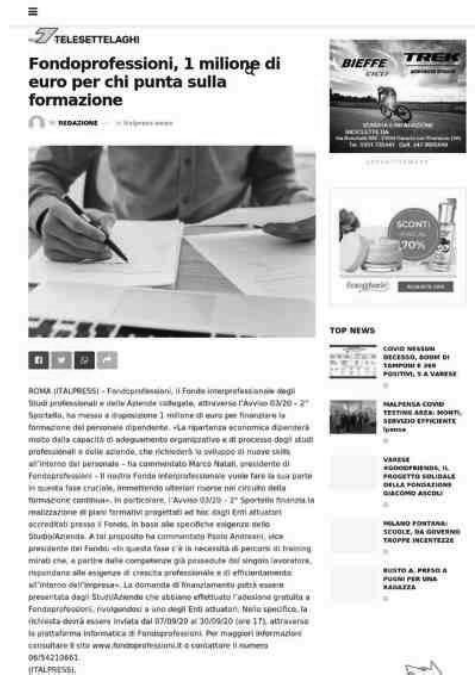 TELESETTELAGHI
Fondoprofessioni, 1 milione di
euro per chi punta sulla
formazione
REDAZIONE
ROMA (ITALPRESS) – Fondoprofessioni, il Fondo interprofessionale degli
Studi professionali e delle Aziende collegate, attraverso l'Avviso 03/20 – 2°
Sportello, ha messo a disposizione 1 milione di euro per finanziare la
formazione del personale dipendente. «La ripartenza economica dipenderà
molto dalla capacità di adeguamento organizzativo e di processo degli studi
professionali e delle aziende, che richiederà lo sviluppo di nuove skills
all'interno del personale – ha commentato Marco Natali, presidente di
Fondoprofessioni – Il nostro Fondo interprofessionale vuole fare la sua parte
in questa fase cruciale, immettendo ulteriori risorse nel circuito della
formazione continua». In particolare, l'Avviso 03/20 – 2° Sportello finanzia la
realizzazione di piani formativi progettati ad hoc dagli Enti attuatori
accreditati presso il Fondo, in base alle specifiche esigenze dello
Studio/Azienda. A tal proposito ha commentato Paolo Andreani, vice
presidente del Fondo: «In questa fase c'è la necessità di percorsi di training
mirati che, a partire dalle competenze già possedute dal singolo lavoratore,
rispondano alle esigenze di crescita professionale e di efficientamento
all'interno dell'impresa». La domanda di finanziamento potrà essere
presentata dagli Studi/Aziende che abbiano effettuato l'adesione gratuita a
Fondoprofessioni, rivolgendosi a uno degli Enti attuatori. Nello specifico, la
richiesta dovrà essere inviata dal 07/09/20 al 30/09/20 (ore 17), attraverso
la piattaforma informatica di Fondoprofessioni. Per maggiori informazioni
consultare il sito www.fondoprofessioni.it o contattare il numero
06/54210661.
(ITALPRESS).
BIEFFE
CICLI
TREK
VENDITA E RIPARAZIONE
BICICLETTE DA
ADVERTISEMENT
SCONTI
70%
TOP NEWS
COVID NESSUN
DECESSO, BOOM DI
TAMPONI E 268
POSITIVI, 5 A VARESE
MALPENSA COVID
TESTING AREA: MONTI,
SERVIZIO EFFICIENTE
VARESE
#GOODFRIENDS, IL
PROGETTO SOLIDALE
DELLA FONDAZIONE
GIACOMO ASCOLI
MILANO FONTANA:
SCUOLE, DA GOVERNO
TROPPE INCERTEZZE
BUSTO A. PRESO A
PUGNI PER UNA
RAGAZZA